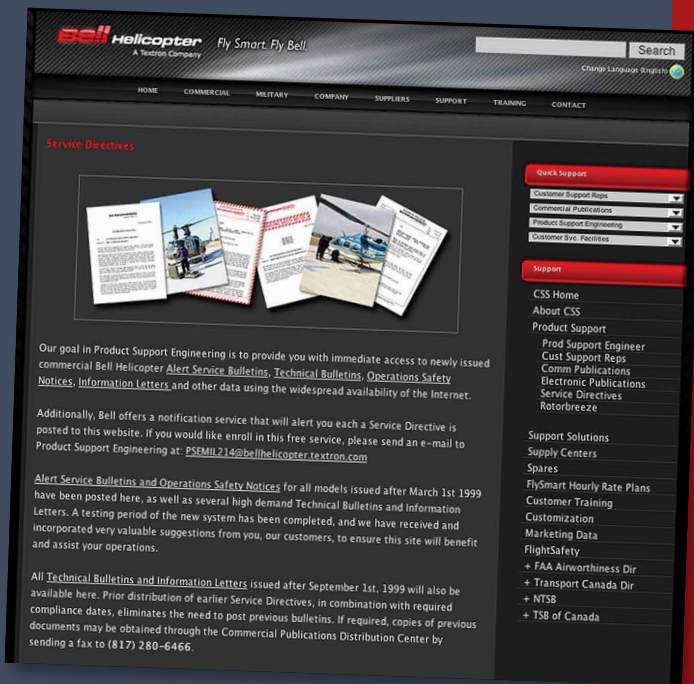 Bell Helicopter
A Textron Company
Fly Smart. Fly Bell.
Search
Change Language (English)
HOME COMMERCIAL MILITARY COMPANY SUPPLIERS SUPPORT TRAINING CONTACT
Service Directives
Our goal in Product Support Engineering is to provide you with immediate access to newly issued
commercial Bell Helicopter Alert Service Bulletins, Technical Bulletins, Operations Safety
Notices, Information Letters and other data using the widespread availability of the Internet.
Additionally, Bell offers a notification service that will alert you each a Service Directive is
posted to this website. If you would like enroll in this free service, please send an e-mail to
Product Support Engineering at: PSEMIL214@bellhelicopter.textron.com
Alert Service Bulletins and Operations Safety Notices for all models issued after March 1st 1999
have been posted here, as well as several high demand Technical Bulletins and Information
Letters. A testing period of the new system has been completed, and we have received and
incorporated very valuable suggestions from you, our customers, to ensure this site will benefit
and assist your operations.
All Technical Bulletins and Information Letters issued after September 1st, 1999 will also be
available here. Prior distribution of earlier Service Directives, in combination with required
compliance dates, eliminates the need to post previous bulletins. If required, copies of previous
documents may be obtained through the Commercial Publications Distribution Center by
sending a fax to (817) 280-6466.
Quick Support
Customer Support Reps
Commercial Publications
Product Support Engineering
Customer Svc. Facilities
Support
CSS Home
About CSS
Product Support
Prod Support Engineer
Cust Support Reps
Comm Publications
Electronic Publications
Service Directives
Rotorbreeze
Support Solutions
Supply Centers
Spares
FlySmart Hourly Rate Plans
Customer Training
Customization
Marketing Data
FlightSafety
+ FAA Airworthiness Dir
+ Transport Canada Dir
+ NTSB
+ TSB of Canada